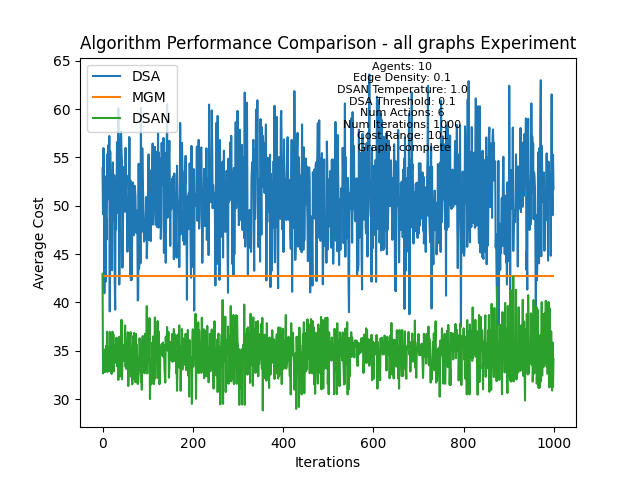 Algorithm Performance Comparison - all graphs Experiment
DSA
MGM
DSAN
Agents: 10
Edge Density: 0.1
DSAN Temperature: 1.0
DSA Threshold: 0.1
Num Actions: 6
Num Iterations: 1000
Cost Range: 101
Graph: complete
Average Cost
65
60
55
50
45
40
35
30
0
200
400
600
800
1000
Iterations